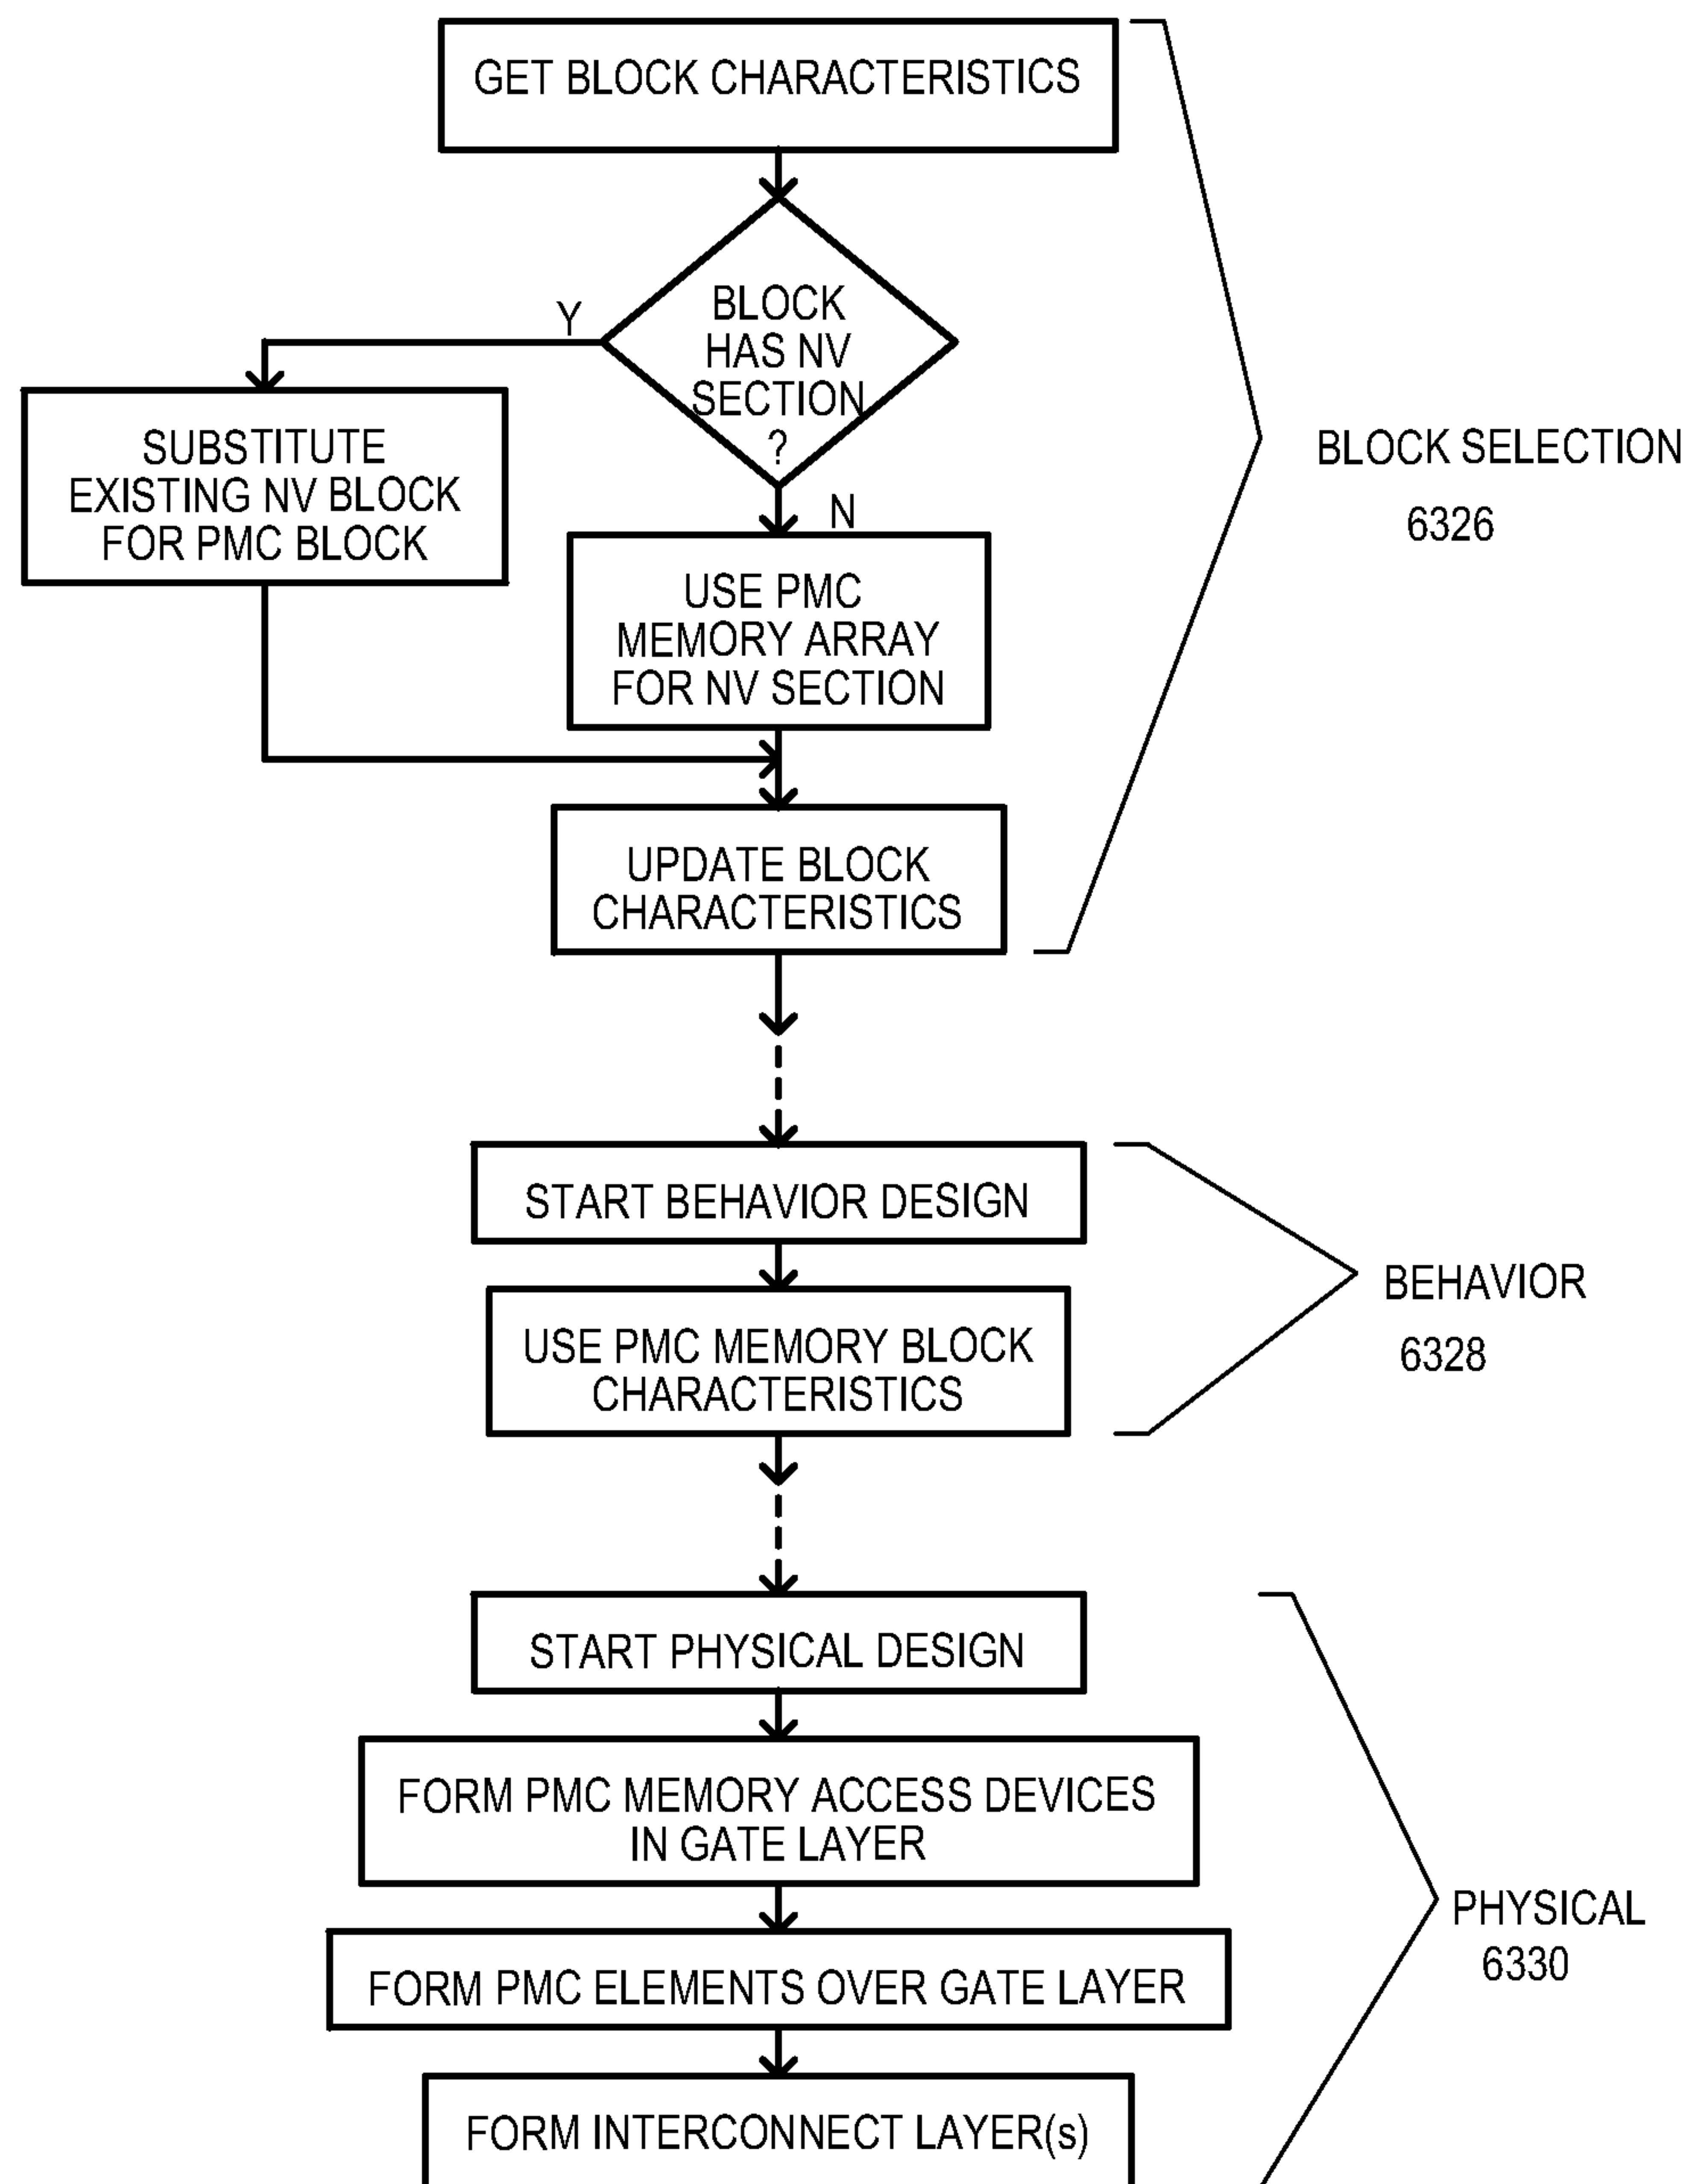 GET BLOCK CHARACTERISTICS
BLOCK
HAS NV
SECTION
?
Y
N
SUBSTITUTE
EXISTING NV BLOCK
FOR PMC BLOCK
USE PMC
MEMORY ARRAY
FOR NV SECTION
UPDATE BLOCK
CHARACTERISTICS
BLOCK SELECTION
6326
START BEHAVIOR DESIGN
USE PMC MEMORY BLOCK
CHARACTERISTICS
BEHAVIOR
6328
START PHYSICAL DESIGN
FORM PMC MEMORY ACCESS DEVICES
IN GATE LAYER
FORM PMC ELEMENTS OVER GATE LAYER
FORM INTERCONNECT LAYER(s)
PHYSICAL
6330